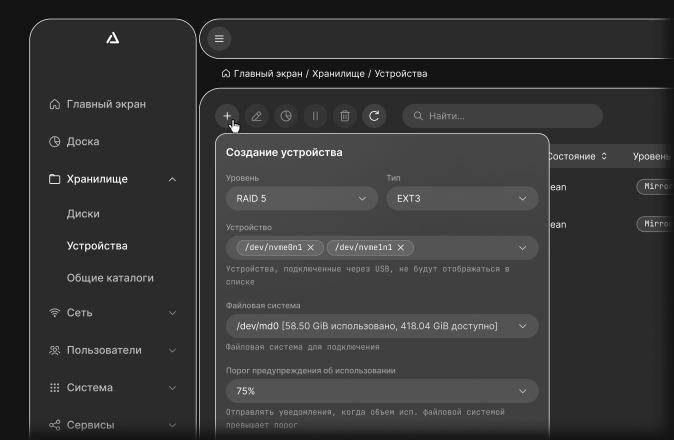 Главный экран / Хранилище / Устройства
Главный экран
Доска
Хранилище
Диски
Устройства
Общие каталоги
Сеть
Пользователи
Система
Сервисы
Найти...
Создание устройства
Уровень Тип
RAID 5 EXT3
Устройство
/dev/nvme0n1 /dev/nvme1n1
Устройства, подключенные через USB, не будут отображаться в
списке
Файловая система
/dev/md0 [58.50 GiB использовано, 418.04 GiB доступно]
Файловая система для подключения
Порог предупреждения об использовании
75%
Отправлять уведомления, когда объем исп. файловой системой
превышает порог
Состояние Уровень
ean Mirror
ean Mirror